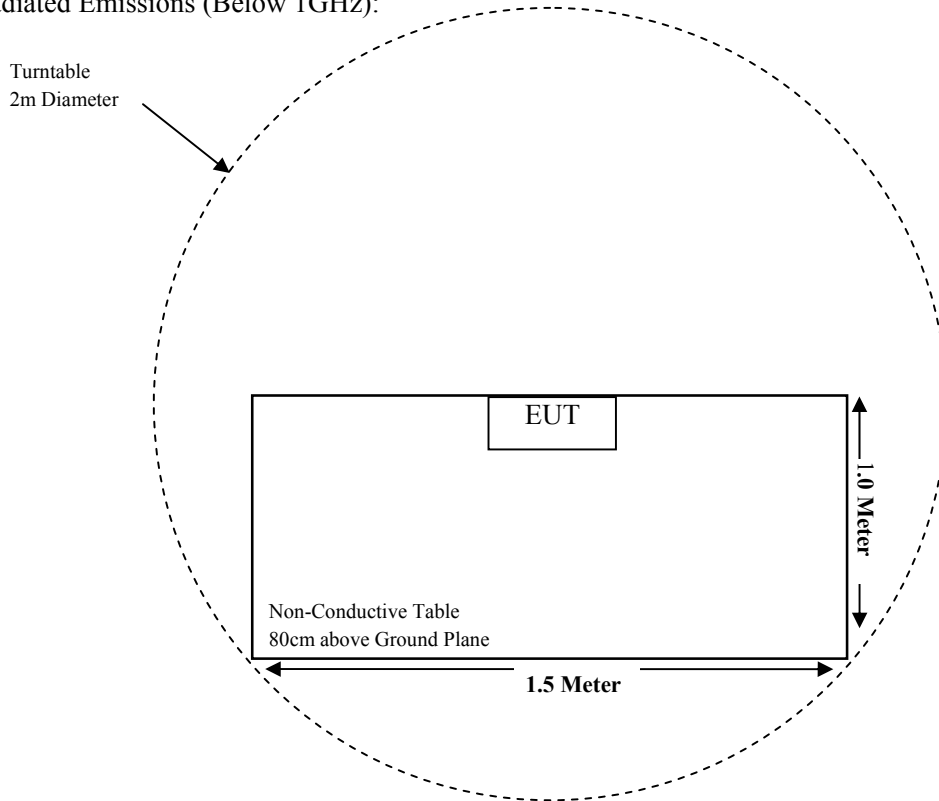 Radiated Emissions (Below 1GHz):
Turntable
2m Diameter
EUT
1.0 Meter
Non-Conductive Table
80cm above Ground Plane
1.5 Meter